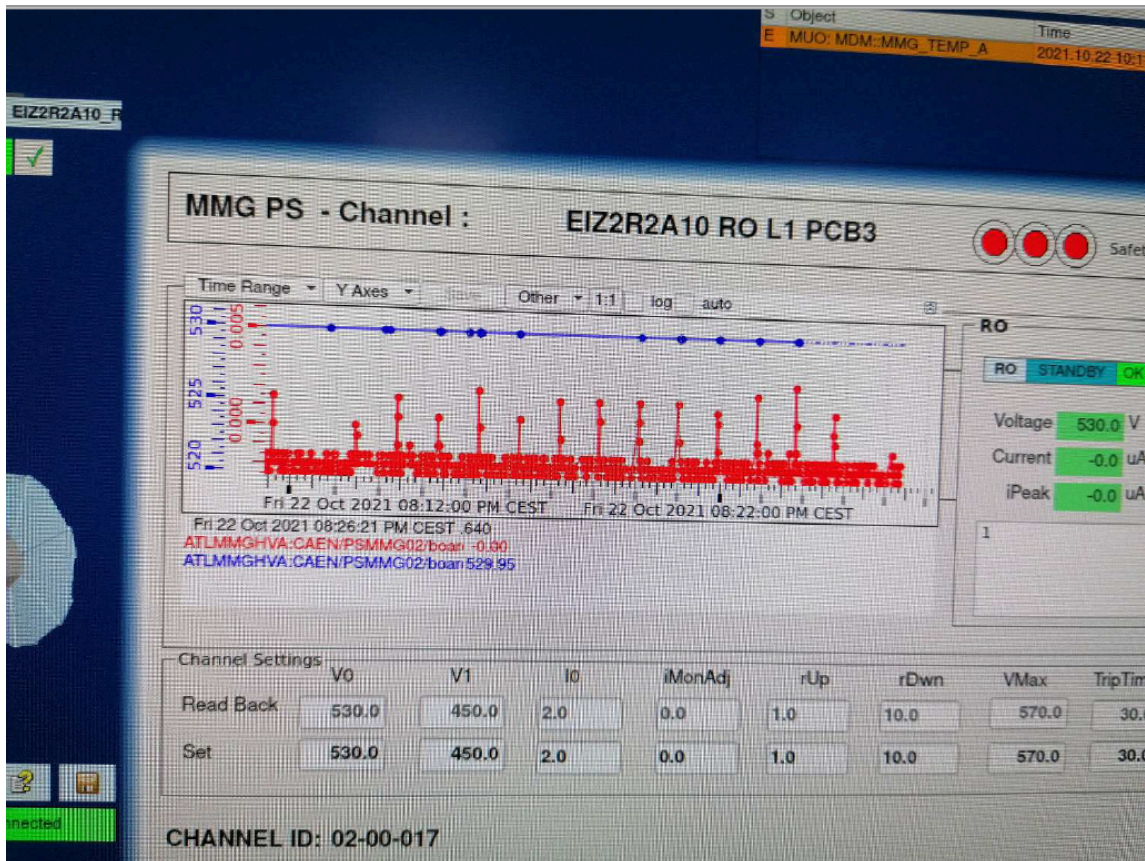 S Object Time
E MUO: MDM::MMG_TEMP_A 2021.10.22 10:1
EIZ2R2A10_R
MMG PS - Channel : EIZ2R2A10 RO L1 PCB3
Safet
Time Range Y Axes Save Other 1:1 log auto
530
525
520
0.005
0.000
Fri 22 Oct 2021 08:12:00 PM CEST Fri 22 Oct 2021 08:22:00 PM CEST
Fri 22 Oct 2021 08:26:21 PM CEST .640
ATLMMGHVA:CAEN/PSMMG02/boar -0.00
ATLMMGHVA:CAEN/PSMMG02/boar 529.95
RO
RO STANDBY OK
Voltage 530.0 V
Current -0.0 uA
iPeak -0.0 uA
1
Channel Settings
V0 V1 I0 iMonAdj rUp rDwn VMax TripTim
Read Back 530.0 450.0 2.0 0.0 1.0 10.0 570.0 30.
Set 530.0 450.0 2.0 0.0 1.0 10.0 570.0 30.
nnected
CHANNEL ID: 02-00-017